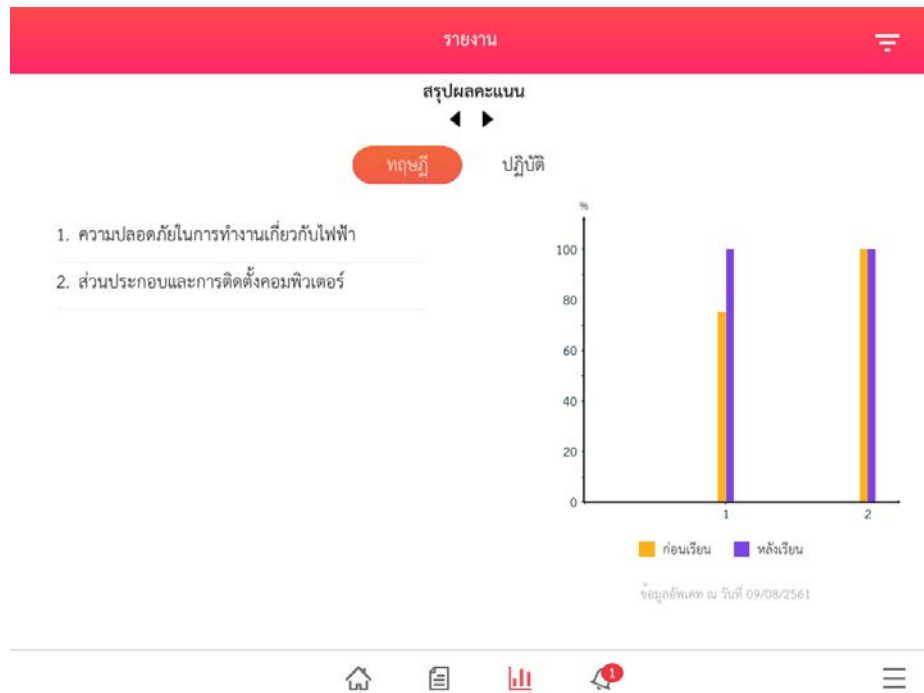 รายงาน
สรุปผลคะแนน
ทฤษฎี ปฏิบัติ
1. ความปลอดภัยในการทำงานเกี่ยวกับไฟฟ้า
2. ส่วนประกอบและการติดตั้งคอมพิวเตอร์
%
100
80
60
40
20
0
1 2
ก่อนเรียน หลังเรียน
ข้อมูลอัพเดท ณ วันที่ 09/08/2561
1